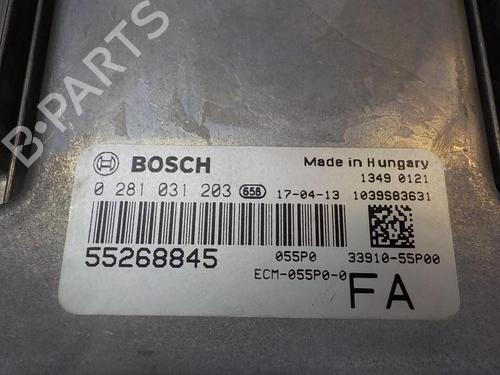 B-PARTS
BOSCH Made in Hungary
1349 0121
0 281 031 203 658 17-04-13 1039S83631
55268845 055P0 33910-55P00
ECM-055P0-0 FA